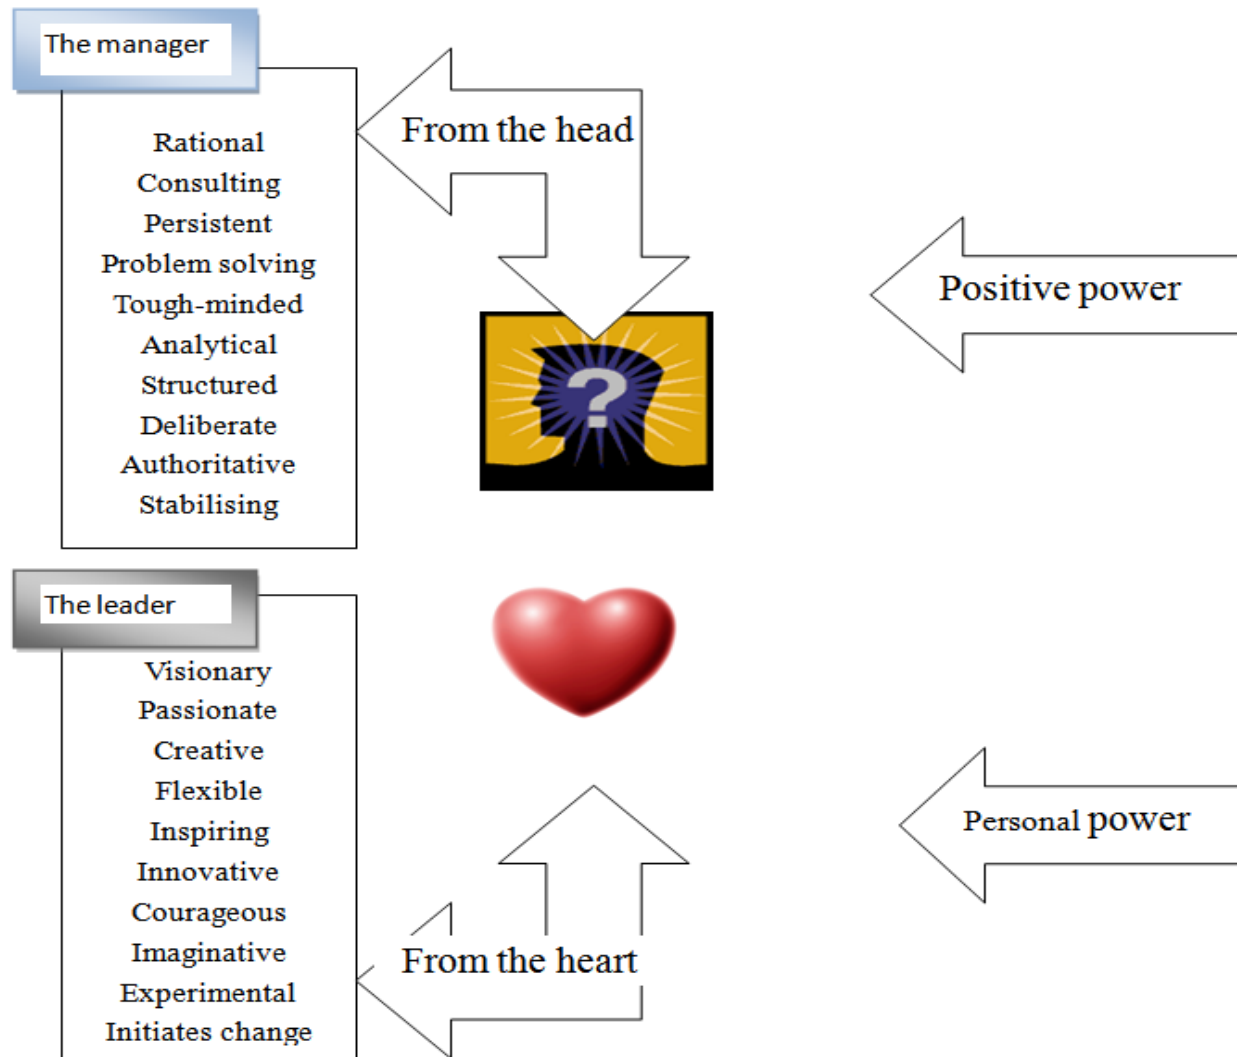 The manager
Rational
Consulting
Persistent
Problem solving
Tough-minded
Analytical
Structured
Deliberate
Authoritative
Stabilising
From the head
?
Positive power
The leader
Visionary
Passionate
Creative
Flexible
Inspiring
Innovative
Courageous
Imaginative
Experimental
Initiates change
From the heart
Personal power